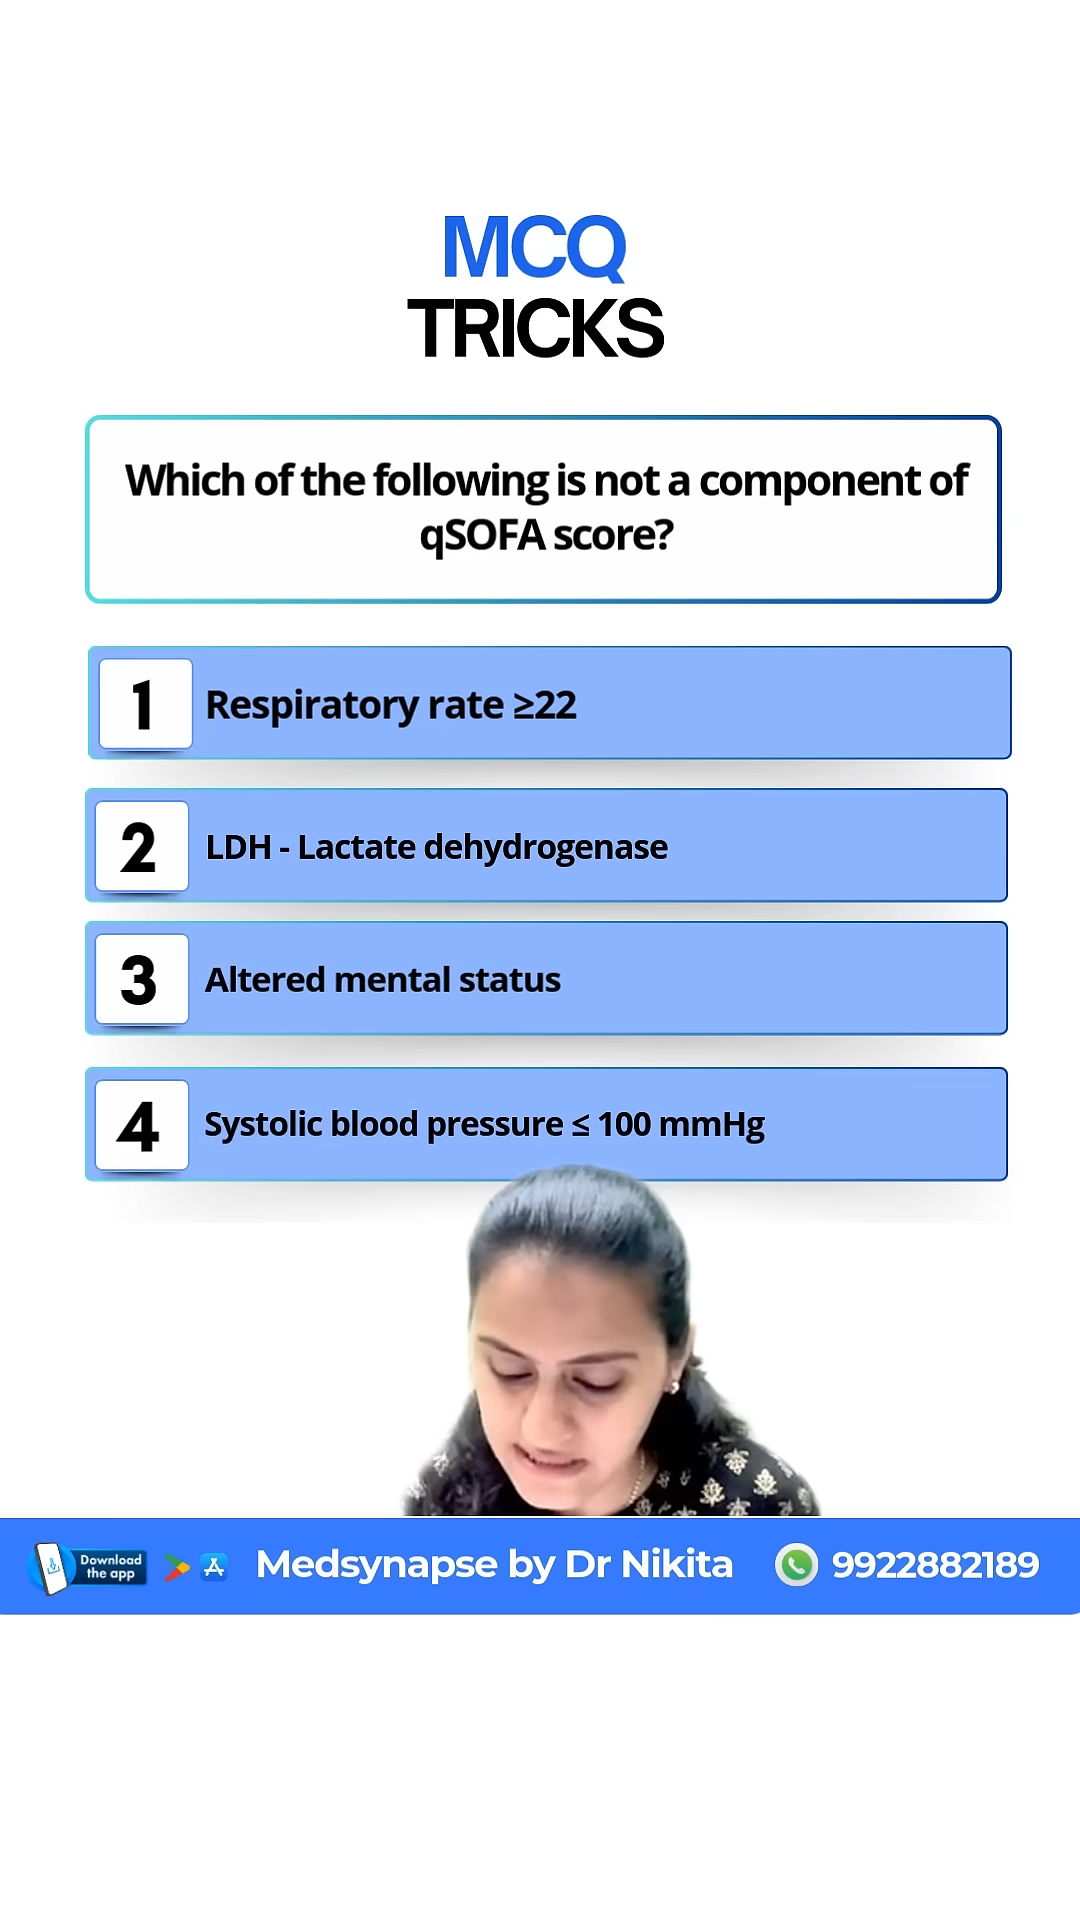 MCQ
TRICKS
Which of the following is not a component of
qSOFA score?
1 Respiratory rate ≥22
2 LDH - Lactate dehydrogenase
3 Altered mental status
4 Systolic blood pressure ≤ 100 mmHg
Download
the app
Medsynapse by Dr Nikita
9922882189